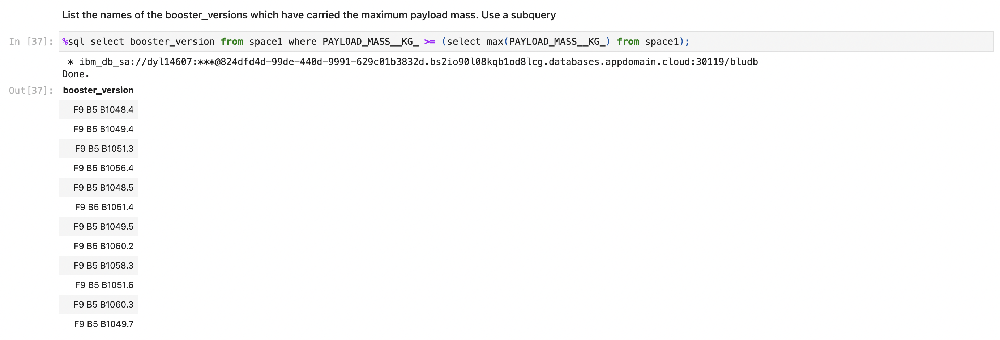 List the names of the booster_versions which have carried the maximum payload mass. Use a subquery
In [37]: %sql select booster_version from space1 where PAYLOAD_MASS__KG_ >= (select max(PAYLOAD_MASS__KG_) from space1);
* ibm_db_sa://dyl14607:***@824dfd4d-99de-440d-9991-629c01b3832d.bs2io90l08kqb1od8lcg.databases.appdomain.cloud:30119/bludb
Done.
Out[37]: booster_version
F9 B5 B1048.4
F9 B5 B1049.4
F9 B5 B1051.3
F9 B5 B1056.4
F9 B5 B1048.5
F9 B5 B1051.4
F9 B5 B1049.5
F9 B5 B1060.2
F9 B5 B1058.3
F9 B5 B1051.6
F9 B5 B1060.3
F9 B5 B1049.7